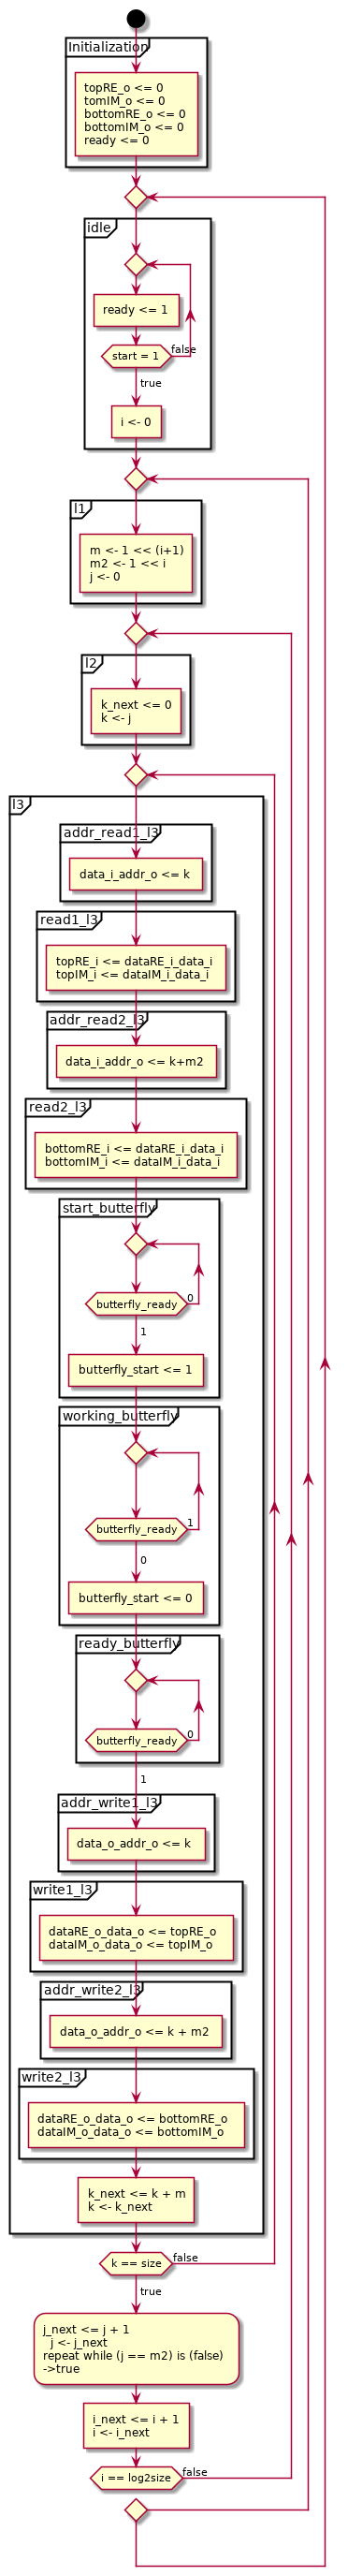 Initialization
topRE_o <= 0
tomIM_o <= 0
bottomRE_o <= 0
bottomIM_o <= 0
ready <= 0
idle
ready <= 1
start = 1
false
true
i <- 0
l1
m <- 1 << (i+1)
m2 <- 1 << i
j <- 0
l2
k_next <= 0
k <- j
l3
addr_read1_l3
data_i_addr_o <= k
read1_l3
topRE_i <= dataRE_i_data_i
topIM_i <= dataIM_i_data_i
addr_read2_l3
data_i_addr_o <= k+m2
read2_l3
bottomRE_i <= dataRE_i_data_i
bottomIM_i <= dataIM_i_data_i
start_butterfly
butterfly_ready
0
1
butterfly_start <= 1
working_butterfly
butterfly_ready
1
0
butterfly_start <= 0
ready_butterfly
butterfly_ready
0
1
addr_write1_l3
data_o_addr_o <= k
write1_l3
dataRE_o_data_o <= topRE_o
dataIM_o_data_o <= topIM_o
addr_write2_l3
data_o_addr_o <= k + m2
write2_l3
dataRE_o_data_o <= bottomRE_o
dataIM_o_data_o <= bottomIM_o
k_next <= k + m
k <- k_next
k == size
false
true
j_next <= j + 1
j <- j_next
repeat while (j == m2) is (false)
->true
i_next <= i + 1
i <- i_next
i == log2size
false